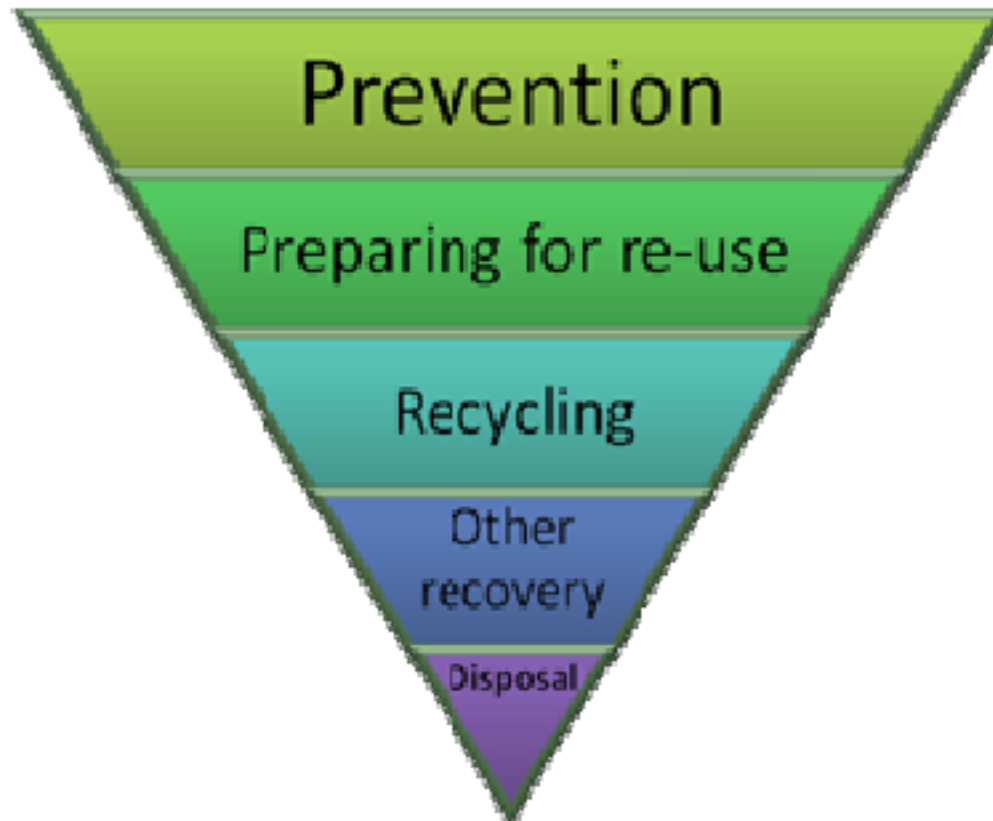 Prevention
Preparing for re-use
Recycling
Other
recovery
Disposal